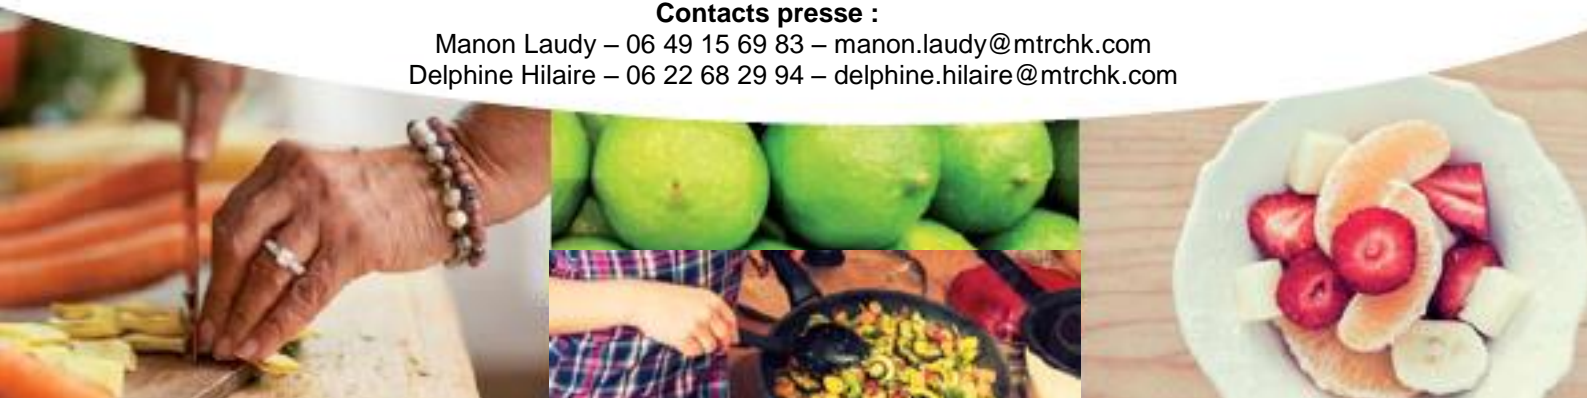 Contacts presse :
Manon Laudy – 06 49 15 69 83 – manon.laudy@mtrchk.com
Delphine Hilaire – 06 22 68 29 94 – delphine.hilaire@mtrchk.com